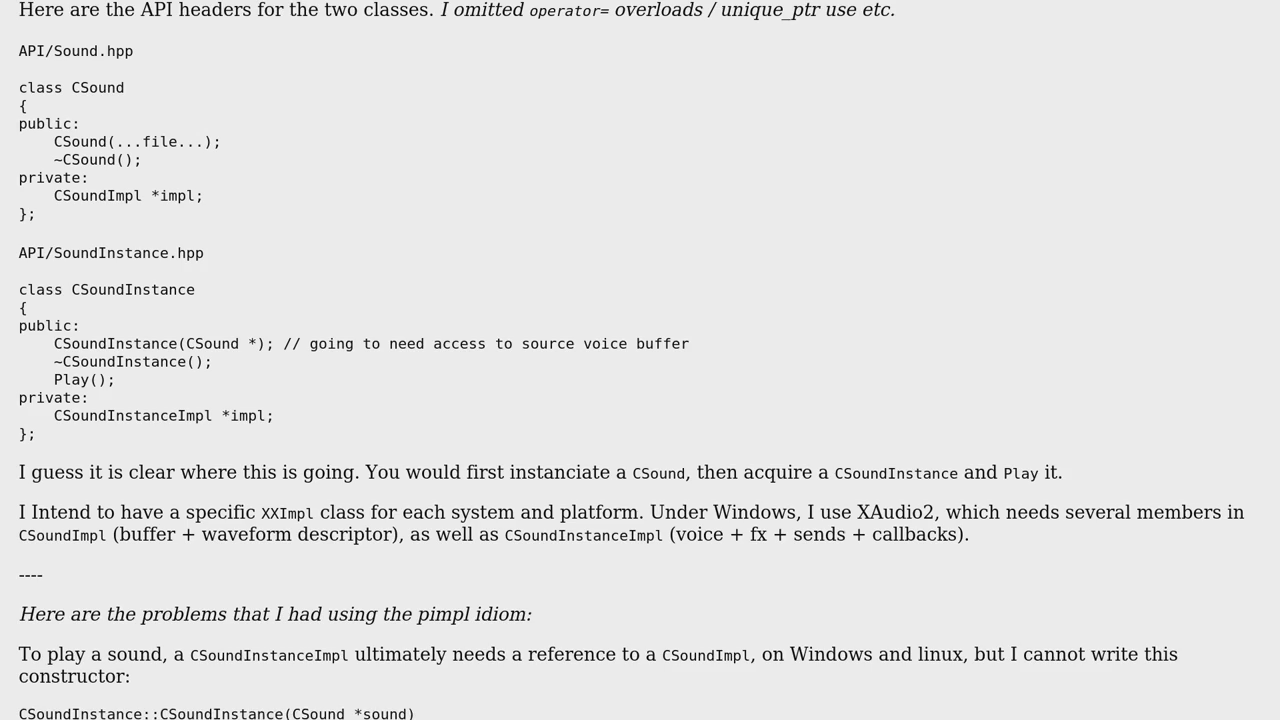 Here are the API headers for the two classes. I omitted operator= overloads / unique_ptr use etc.
API/Sound.hpp
class CSound
{
public:
    CSound(...file...);
    ~CSound();
private:
    CSoundImpl *impl;
};
API/SoundInstance.hpp
class CSoundInstance
{
public:
    CSoundInstance(CSound *); // going to need access to source voice buffer
    ~CSoundInstance();
    Play();
private:
    CSoundInstanceImpl *impl;
};
I guess it is clear where this is going. You would first instanciate a CSound, then acquire a CSoundInstance and Play it.
I Intend to have a specific XXImpl class for each system and platform. Under Windows, I use XAudio2, which needs several members in
CSoundImpl (buffer + waveform descriptor), as well as CSoundInstanceImpl (voice + fx + sends + callbacks).
----
Here are the problems that I had using the pimpl idiom:
To play a sound, a CSoundInstanceImpl ultimately needs a reference to a CSoundImpl, on Windows and linux, but I cannot write this
constructor:
CSoundInstance::CSoundInstance(CSound *sound)